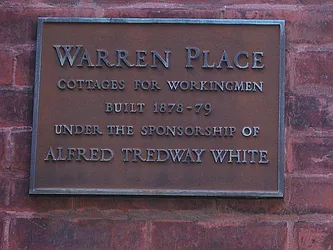 WARREN PLACE
COTTAGES FOR WORKINGMEN
BUILT 1878-79
UNDER THE SPONSORSHIP OF
ALFRED TREDWAY WHITE